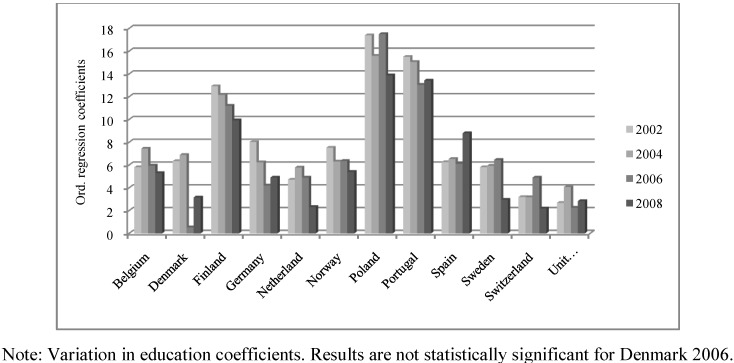 18
16
14
12
10
8
6
4
2
0
Ord. regression coefficients
Belgium
Denmark
Finland
Germany
Netherland
Norway
Poland
Portugal
Spain
Sweden
Switzerland
Unit…
2002
2004
2006
2008
Note: Variation in education coefficients. Results are not statistically significant for Denmark 2006.